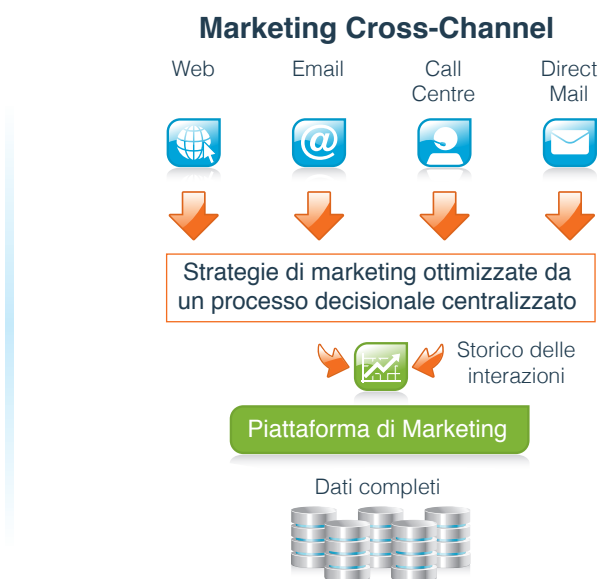 Marketing Cross-Channel
Web
Email
Call
Centre
Direct
Mail
@
Strategie di marketing ottimizzate da
un processo decisionale centralizzato
Storico delle
interazioni
Piattaforma di Marketing
Dati completi